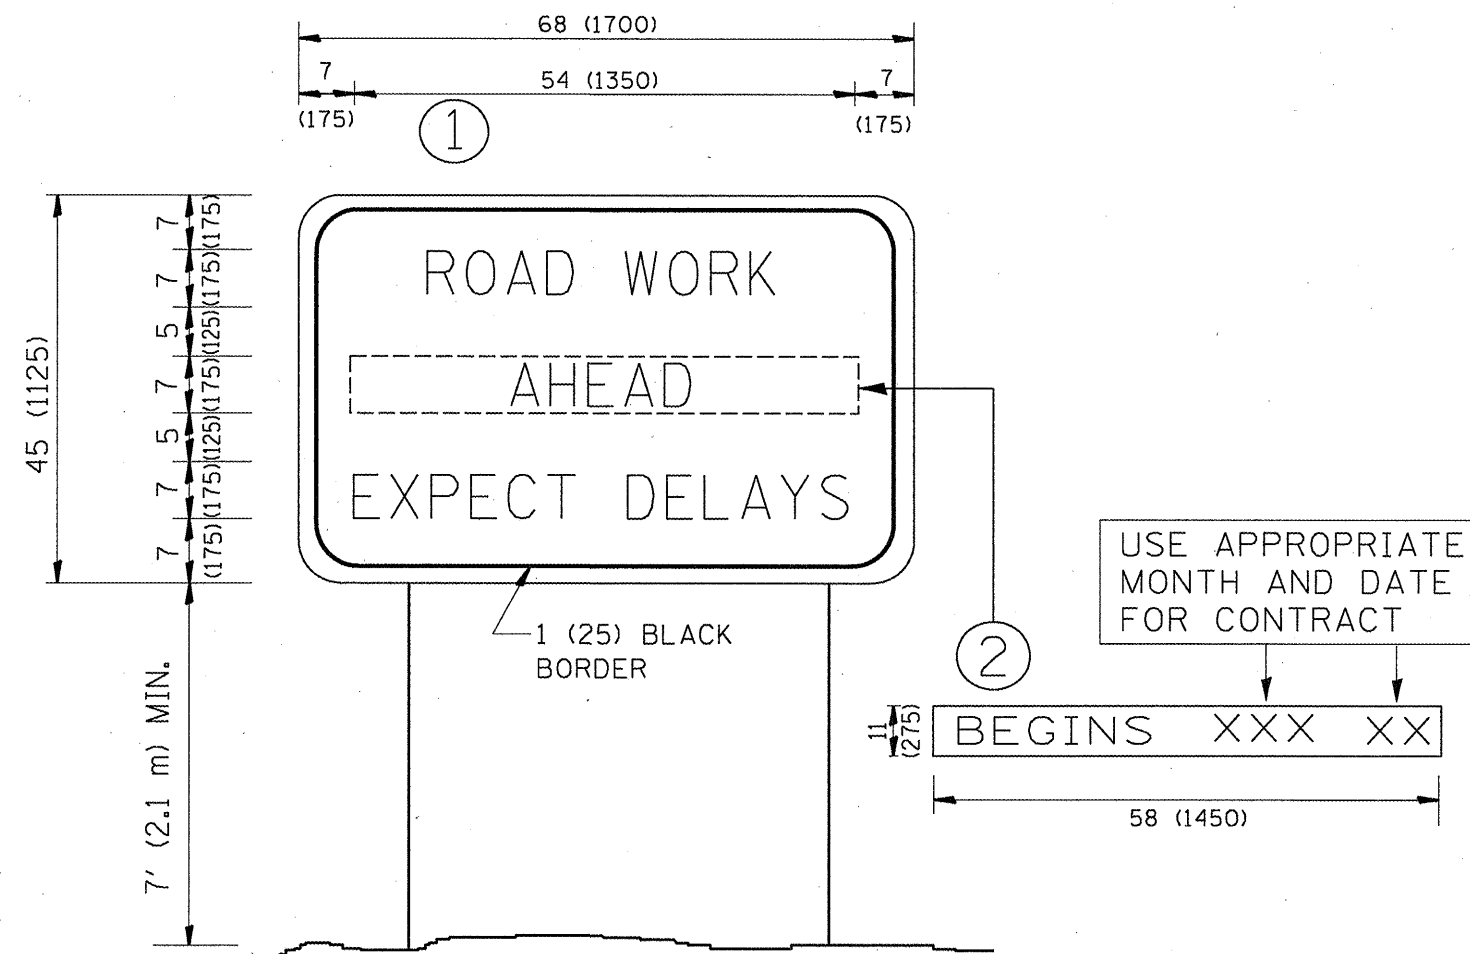 68 (1700)
7
54 (1350)
7
(175)
(175)
1
45 (1125)
7 (175)
7 (175)
5 (125)
7 (175)
5 (125)
7 (175)
7 (175)
ROAD WORK
AHEAD
EXPECT DELAYS
1 (25) BLACK
BORDER
7' (2.1 m) MIN.
2
USE APPROPRIATE
MONTH AND DATE
FOR CONTRACT
11
(275)
BEGINS XXX XX
58 (1450)